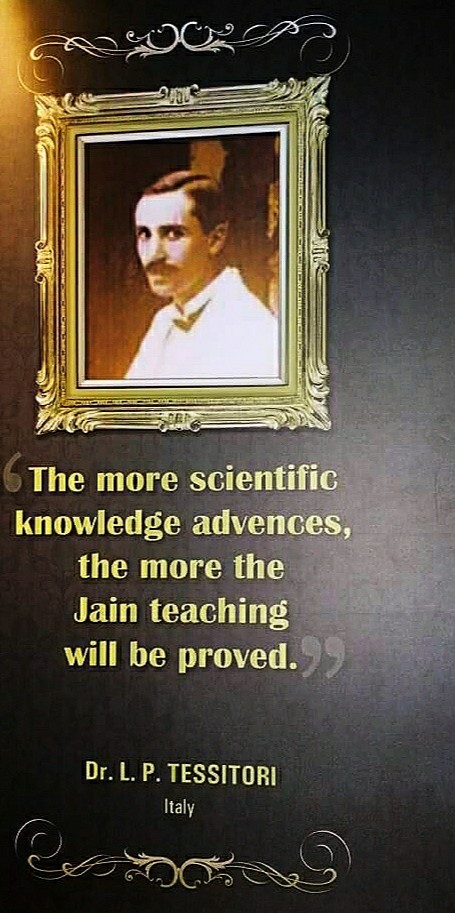 ‘The more scientific
knowledge advences,
the more the
Jain teaching
will be proved.”
Dr. L. P. TESSITORI
Italy